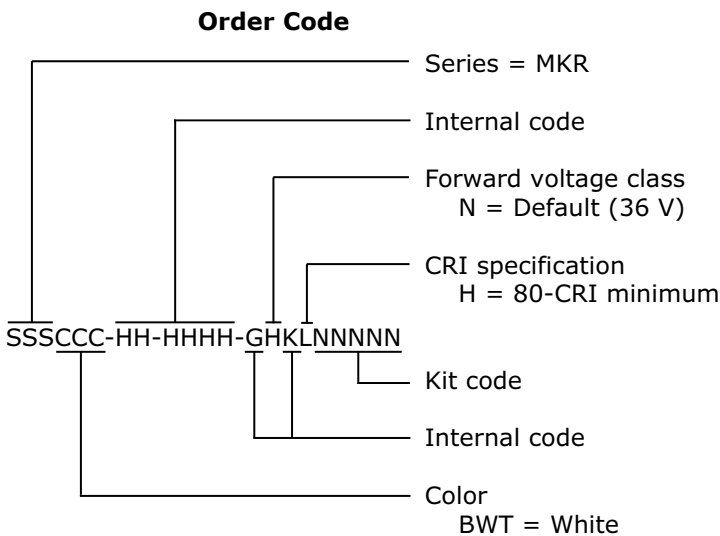 Order Code
Series = MKR
Internal code
Forward voltage class
N = Default (36 V)
CRI specification
H = 80-CRI minimum
SSSCCC-HH-HHHH-GHKLNNNNN
Kit code
Internal code
Color
BWT = White